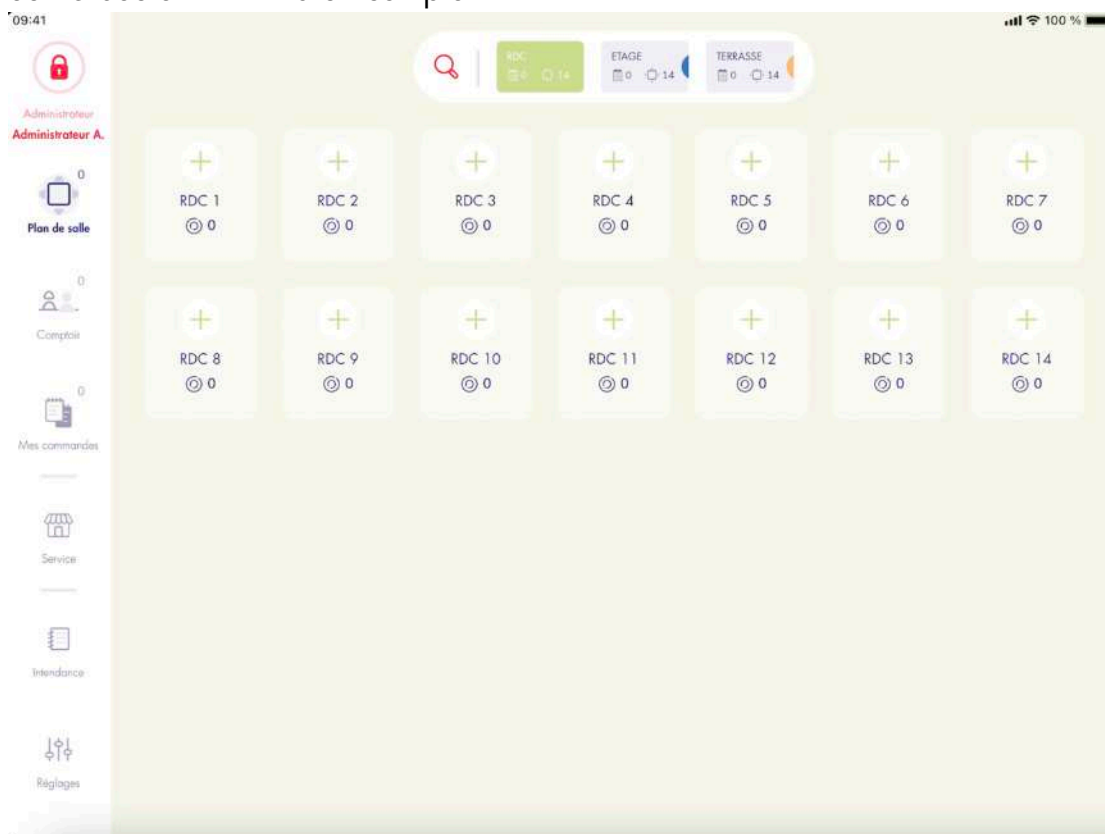 09:41
100 %
Administrateur
Administrateur A.
0
Plan de salle
0
Comptoir
0
Mes commandes
Service
Intendance
Réglages
RDC
0 14
ETAGE
0 14
TERRASSE
0 14
RDC 1
0
RDC 2
0
RDC 3
0
RDC 4
0
RDC 5
0
RDC 6
0
RDC 7
0
RDC 8
0
RDC 9
0
RDC 10
0
RDC 11
0
RDC 12
0
RDC 13
0
RDC 14
0